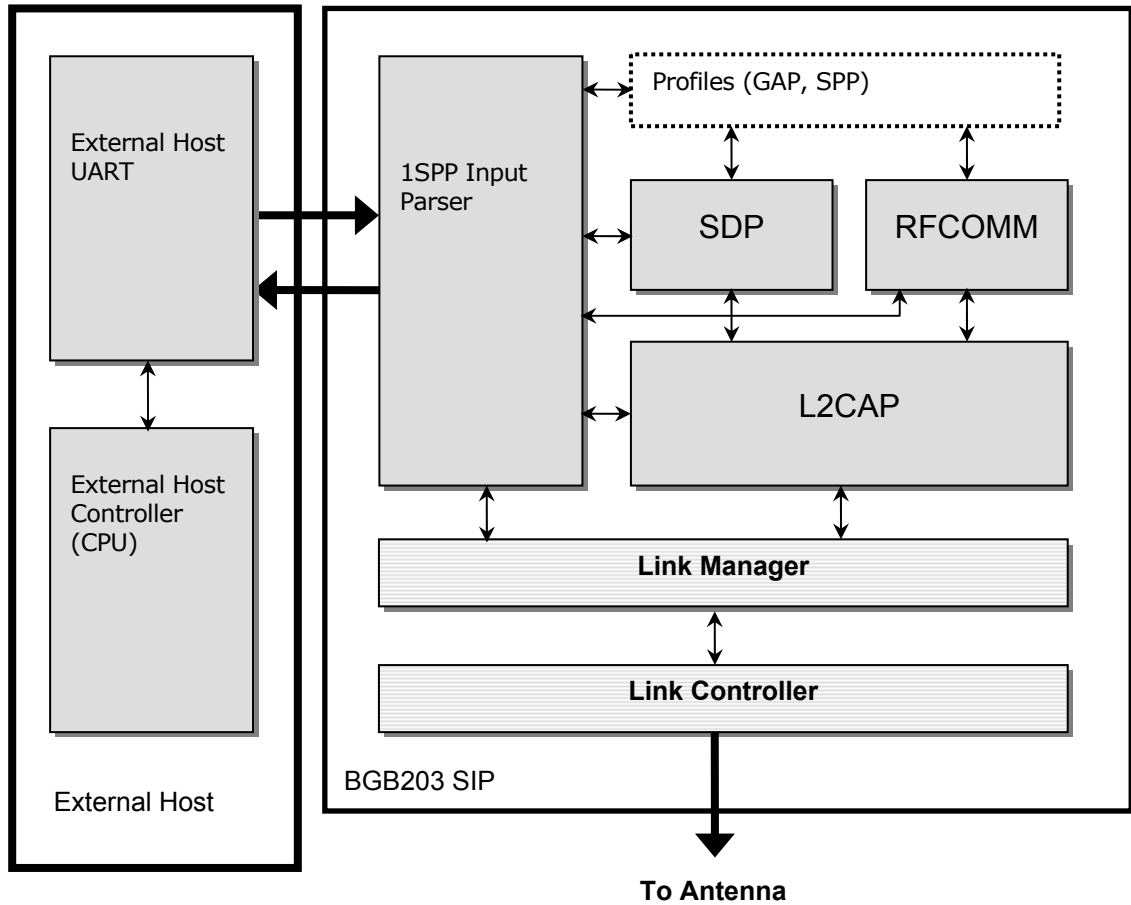 External Host
UART
External Host
Controller
(CPU)
External Host
1SPP Input
Parser
Profiles (GAP, SPP)
SDP
RFCOMM
L2CAP
Link Manager
Link Controller
BGB203 SIP
To Antenna